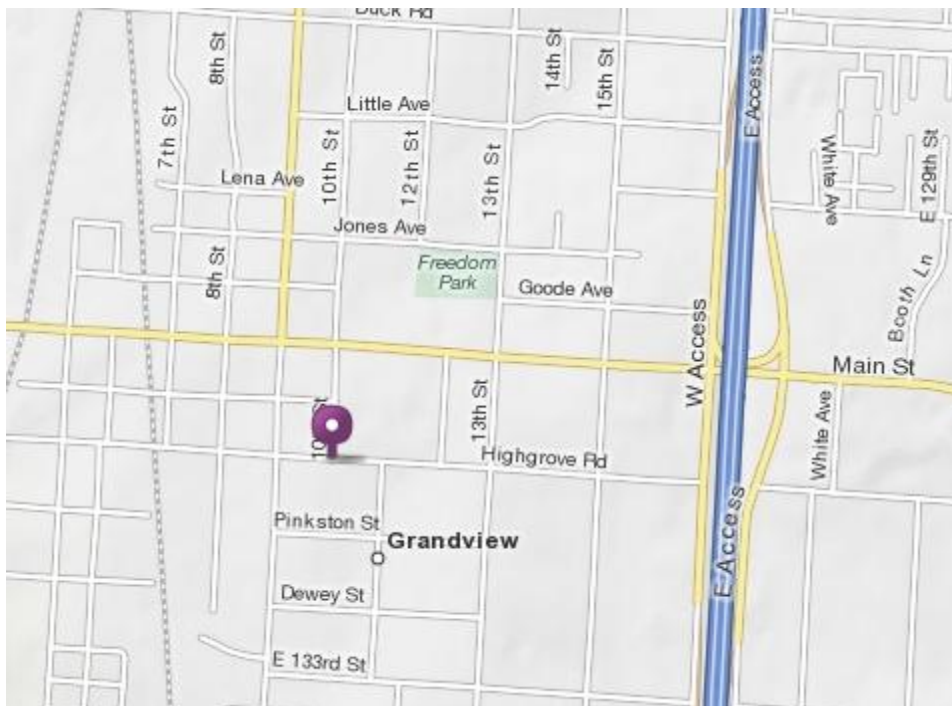 Duck Rd
8th St
14th St
15th St
E Access
Little Ave
7th St
10th St
12th St
13th St
White Ave
E 129th St
Lena Ave
Jones Ave
8th St
Freedom
Park
Goode Ave
Booth Ln
W Access
Main St
13th St
White Ave
Highgrove Rd
Pinkston St
Grandview
E Access
Dewey St
E 133rd St